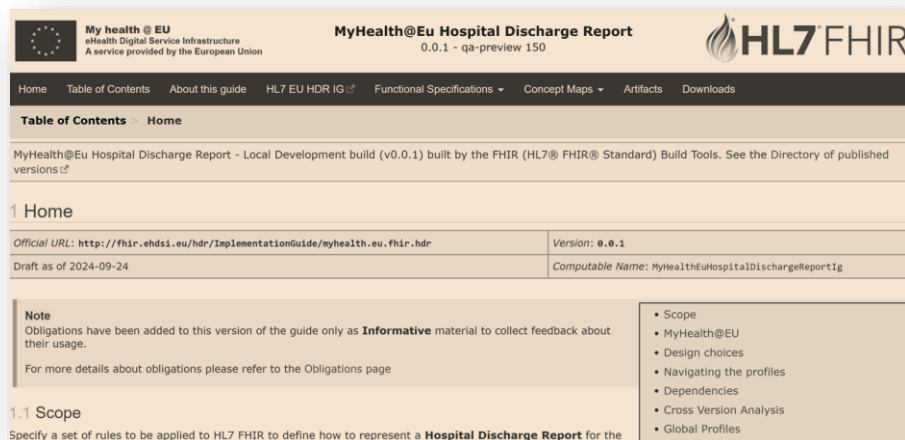 My health @ EU
eHealth Digital Service Infrastructure
A service provided by the European Union
MyHealth@Eu Hospital Discharge Report
0.0.1 - qa-preview 150
HL7 FHIR
Home Table of Contents About this guide HL7 EU HDR IG Functional Specifications Concept Maps Artifacts Downloads
Table of Contents > Home
MyHealth@Eu Hospital Discharge Report - Local Development build (v0.0.1) built by the FHIR (HL7® FHIR® Standard) Build Tools. See the Directory of published
versions
1 Home
Official URL: http://fhir.ehdsi.eu/hdr/ImplementationGuide/myhealth.eu.fhir.hdr Version: 0.0.1
Draft as of 2024-09-24 Computable Name: MyHealthEuHospitalDischargeReportIg
Note
Obligations have been added to this version of the guide only as Informative material to collect feedback about
their usage.
For more details about obligations please refer to the Obligations page
• Scope
• MyHealth@EU
• Design choices
• Navigating the profiles
• Dependencies
• Cross Version Analysis
• Global Profiles
1.1 Scope
Specify a set of rules to be applied to HL7 FHIR to define how to represent a Hospital Discharge Report for the